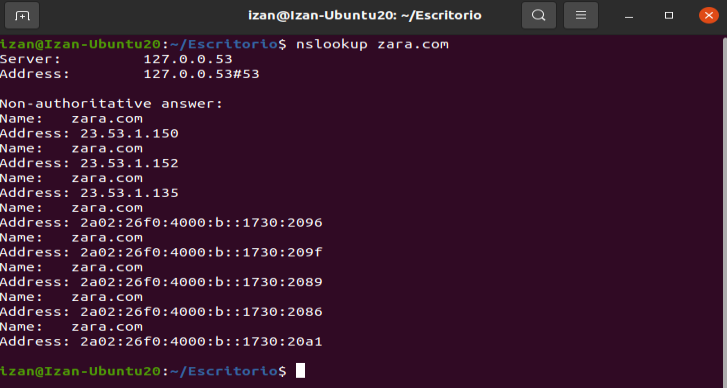 izan@Izan-Ubuntu20: ~/Escritorio
izan@Izan-Ubuntu20:~/Escritorio$ nslookup zara.com
Server:         127.0.0.53
Address:        127.0.0.53#53

Non-authoritative answer:
Name:   zara.com
Address: 23.53.1.150
Name:   zara.com
Address: 23.53.1.152
Name:   zara.com
Address: 23.53.1.135
Name:   zara.com
Address: 2a02:26f0:4000:b::1730:2096
Name:   zara.com
Address: 2a02:26f0:4000:b::1730:209f
Name:   zara.com
Address: 2a02:26f0:4000:b::1730:2089
Name:   zara.com
Address: 2a02:26f0:4000:b::1730:2086
Name:   zara.com
Address: 2a02:26f0:4000:b::1730:20a1

izan@Izan-Ubuntu20:~/Escritorio$